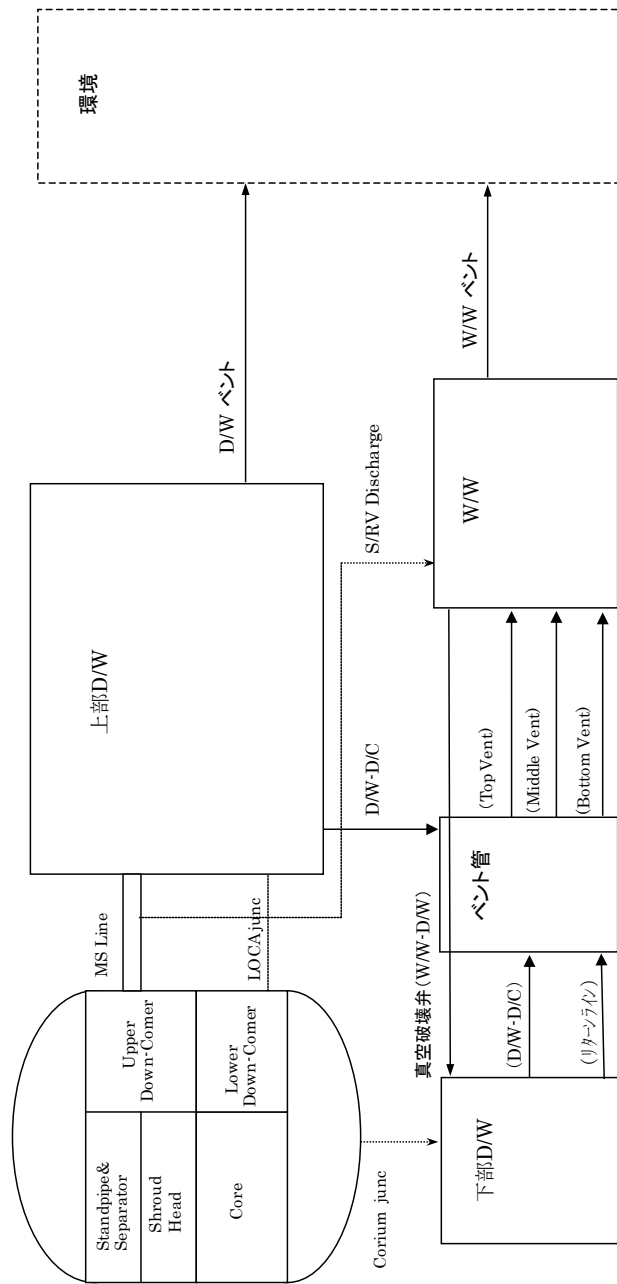 Standpipe&
Separator
Shroud
Head
Core
Upper
Down-Comer
Lower
Down-Comer
MS Line
LOCAjunc
Corium junc
上部D/W
D/W ベント
環境
S/RV Discharge
D/W-D/C
下部D/W
真空破壊弁(W/W-D/W)
(D/W-D/C)
(リターンライン)
ベント管
(Top Vent)
(Middle Vent)
(Bottom Vent)
W/W
W/W ベント